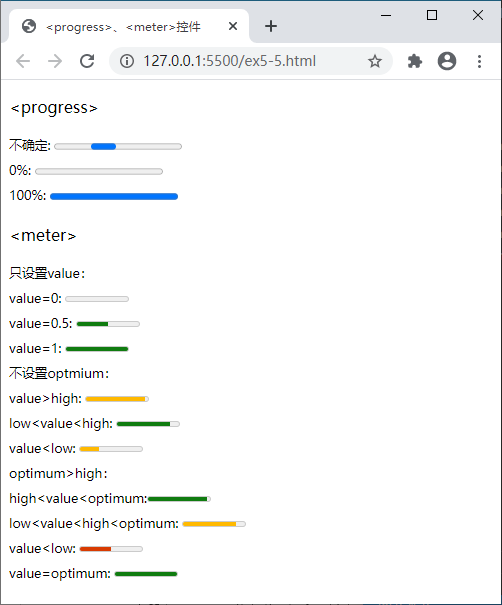 <progress>、<meter>控件
127.0.0.1:5500/ex5-5.html
<progress>
不确定:
0%:
100%:
<meter>
只设置value：
value=0:
value=0.5:
value=1:
不设置optmium：
value>high:
low<value<high:
value<low:
optimum>high：
high<value<optimum:
low<value<high<optimum:
value<low:
value=optimum: